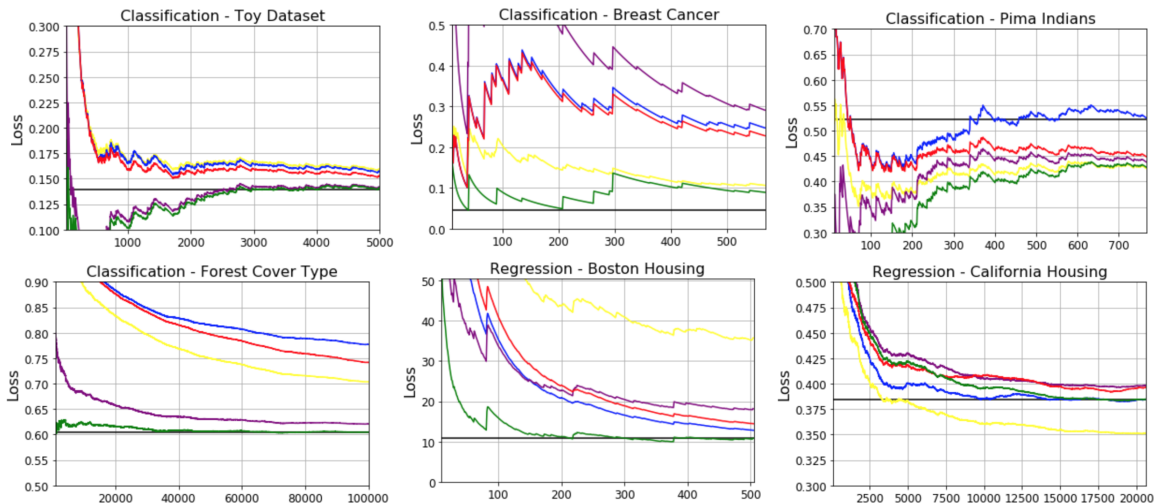 Classification - Toy Dataset
0.300
0.275
0.250
0.225
0.200
0.175
0.150
0.125
0.100
Loss
1000 2000 3000 4000 5000
Classification - Breast Cancer
0.5
0.4
0.3
0.2
0.1
0.0
Loss
100 200 300 400 500
Classification - Pima Indians
0.70
0.65
0.60
0.55
0.50
0.45
0.40
0.35
0.30
Loss
100 200 300 400 500 600 700
Classification - Forest Cover Type
0.90
0.85
0.80
0.75
0.70
0.65
0.60
0.55
0.50
Loss
20000 40000 60000 80000 100000
Regression - Boston Housing
50
40
30
20
10
0
Loss
100 200 300 400 500
Regression - California Housing
0.500
0.475
0.450
0.425
0.400
0.375
0.350
0.325
0.300
Loss
2500 5000 7500 10000 12500 15000 17500 20000